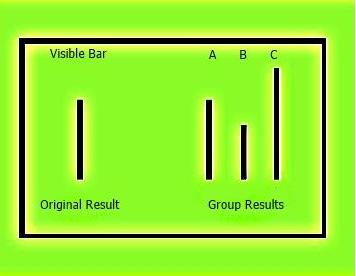 Visible Bar
A B C
Original Result
Group Results